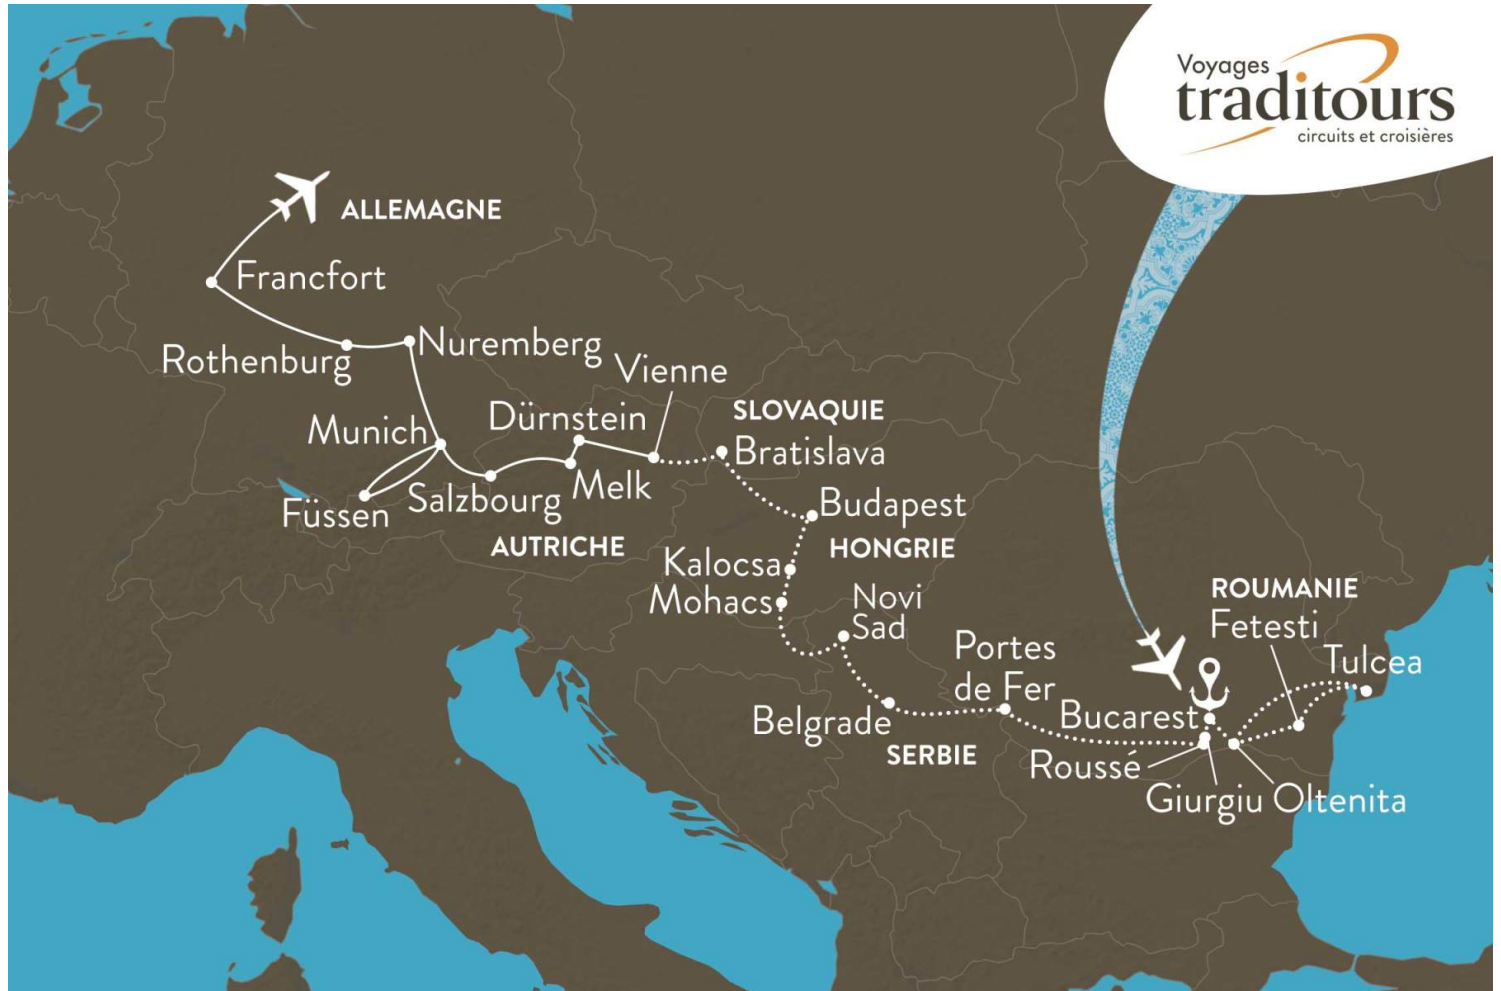 Voyages
traditours
circuits et croisières
ALLEMAGNE
Francfort
Rothenburg
Nuremberg
Vienne
Munich
Dürnstein
SLOVAQUIE
Bratislava
Füssen
Salzbourg
Melk
Budapest
AUTRICHE
HONGRIE
Kalocsa
Mohacs
Novi
Sad
ROUMANIE
Fetesti
Portes
de Fer
Tulcea
Belgrade
Bucarest
SERBIE
Roussé
Giurgiu
Oltenita